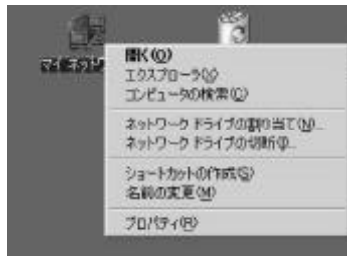 マイ ネットワ
開く(O)
エクスプローラ(X)
コンピュータの検索(C)
ネットワーク ドライブの割り当て(N)...
ネットワーク ドライブの切断(I)...
ショートカットの作成(S)
名前の変更(M)
プロパティ(R)